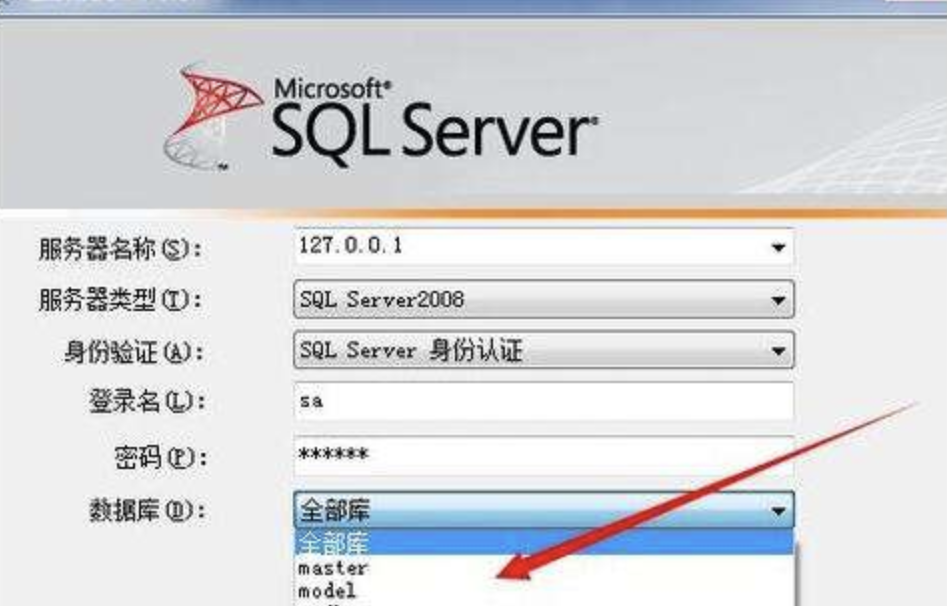 Microsoft®
SQL Server®
™
服务器名称(S): 127.0.0.1
服务器类型(T): SQL Server2008
身份验证(A): SQL Server 身份认证
登录名(L): sa
密码(P): ******
数据库(D): 全部库
全部库
master
model